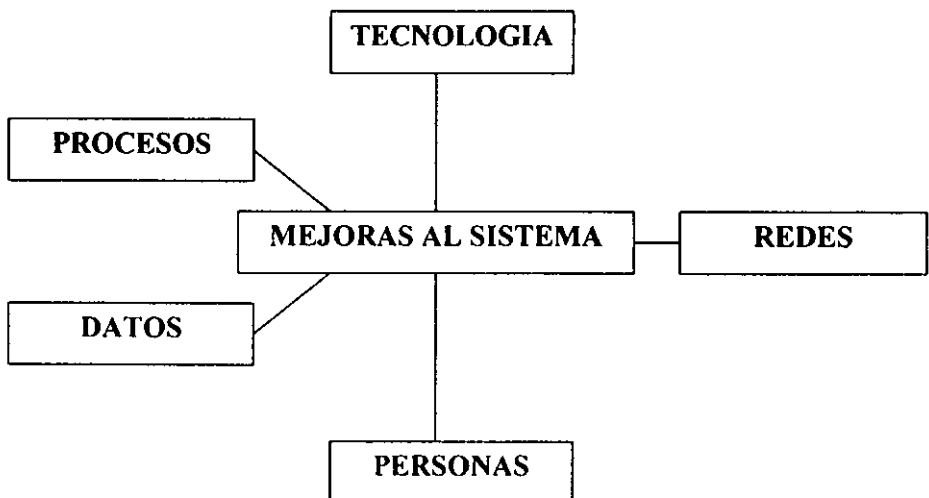 TECNOLOGIA
PROCESOS
MEJORAS AL SISTEMA
REDES
DATOS
PERSONAS